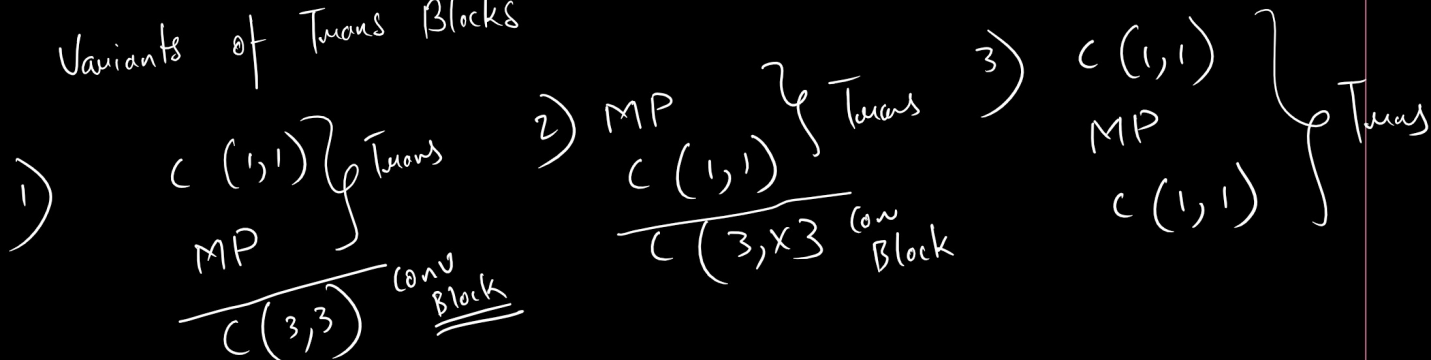 Variants of Trans Blocks
1) C (1,1) } Trans
MP
C (3,3) Conv Block
2) MP } Trans
C (1,1)
C (3,x3 Con Block
3) C (1,1) } Trans
MP
C (1,1)